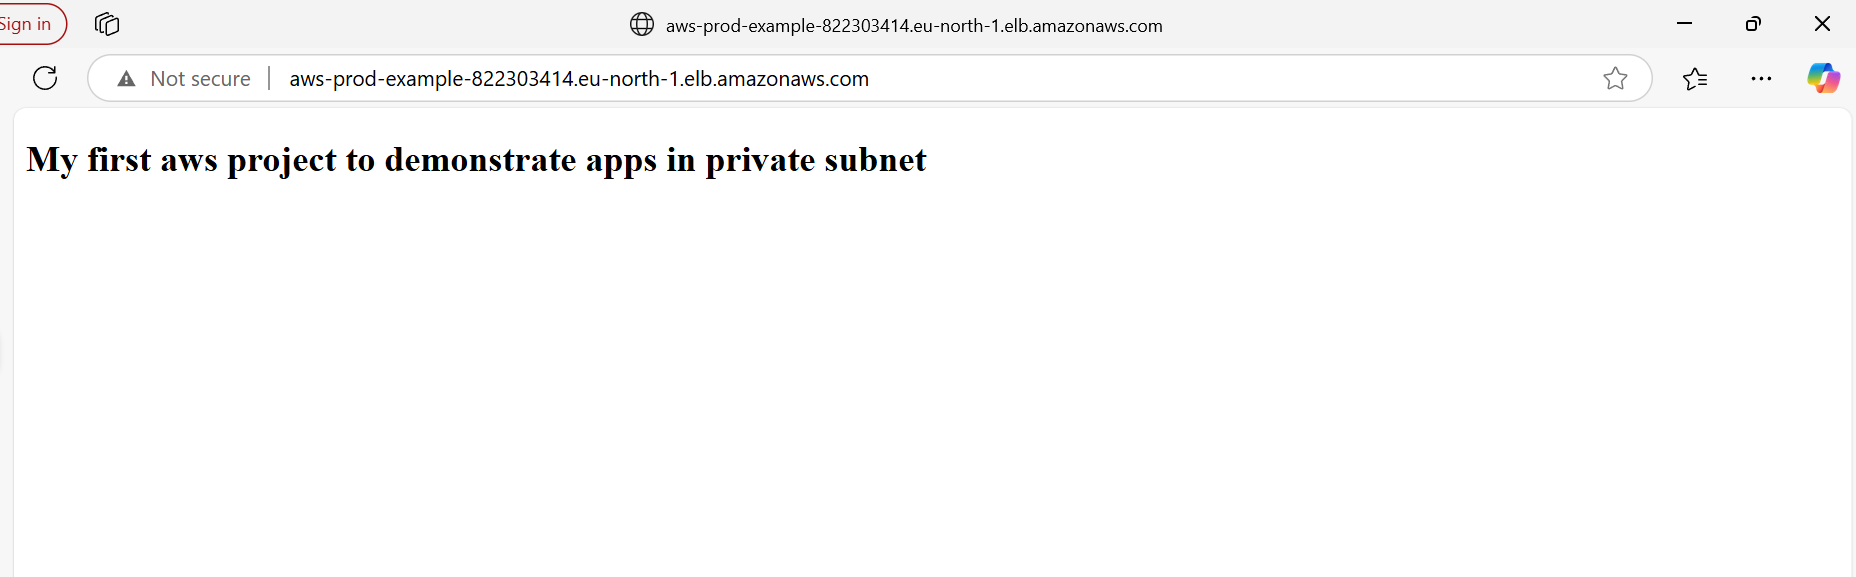 Sign in
aws-prod-example-822303414.eu-north-1.elb.amazonaws.com
Not secure aws-prod-example-822303414.eu-north-1.elb.amazonaws.com
My first aws project to demonstrate apps in private subnet